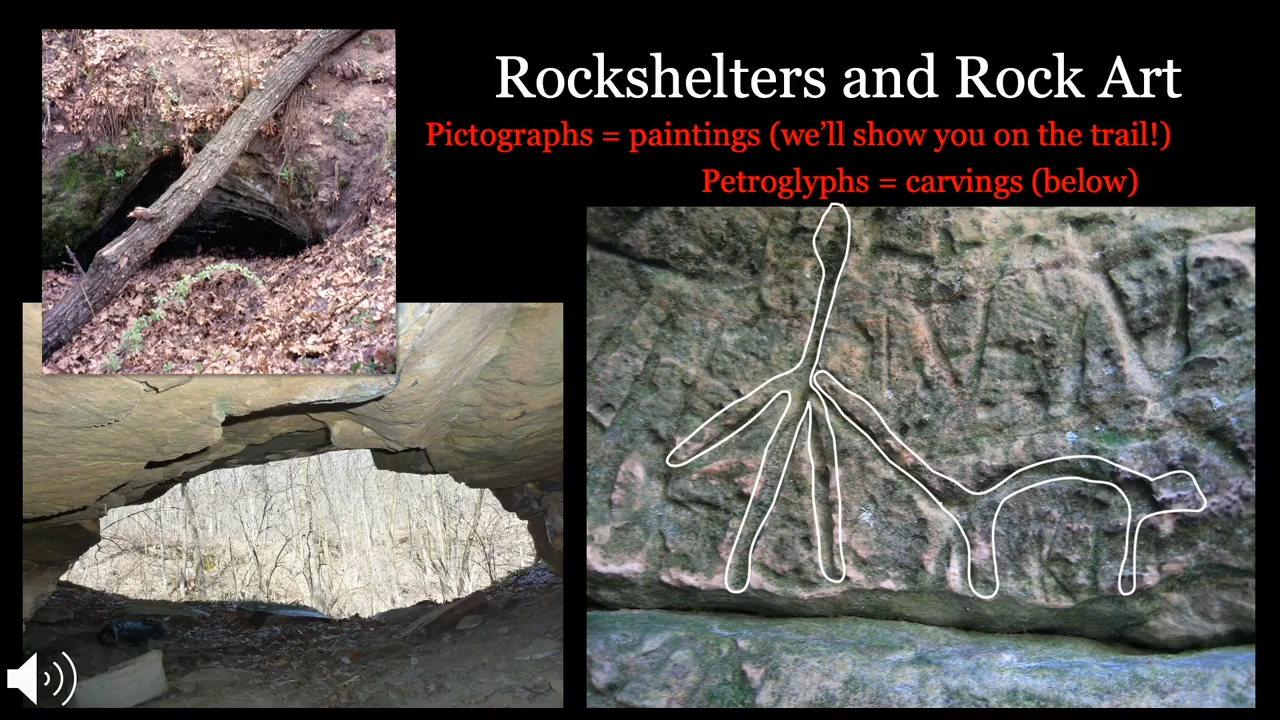 Rockshelters and Rock Art
Pictographs = paintings (we’ll show you on the trail!)
Petroglyphs = carvings (below)